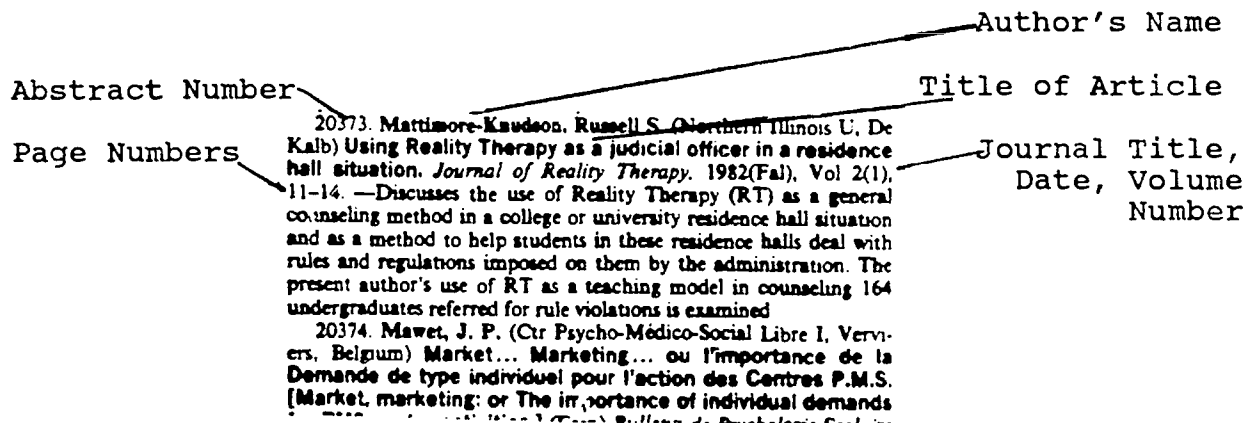 Author's Name
Abstract Number
Title of Article
Page Numbers
Journal Title,
Date, Volume
Number
20373. Mattimore-Knudson, Russell S. (Northern Illinois U, De
Kalb) Using Reality Therapy as a judicial officer in a residence
hall situation. Journal of Reality Therapy. 1982(Fal), Vol 2(1),
11–14. —Discusses the use of Reality Therapy (RT) as a general
counseling method in a college or university residence hall situation
and as a method to help students in these residence halls deal with
rules and regulations imposed on them by the administration. The
present author's use of RT as a teaching model in counseling 164
undergraduates referred for rule violations is examined
20374. Mawet, J. P. (Ctr Psycho-Médico-Social Libre I, Vervi-
ers, Belgium) Market... Marketing... ou l'importance de la
Demande de type individuel pour l'action des Centres P.M.S.
[Market, marketing: or The importance of individual demands
Bulletin de Psychologie